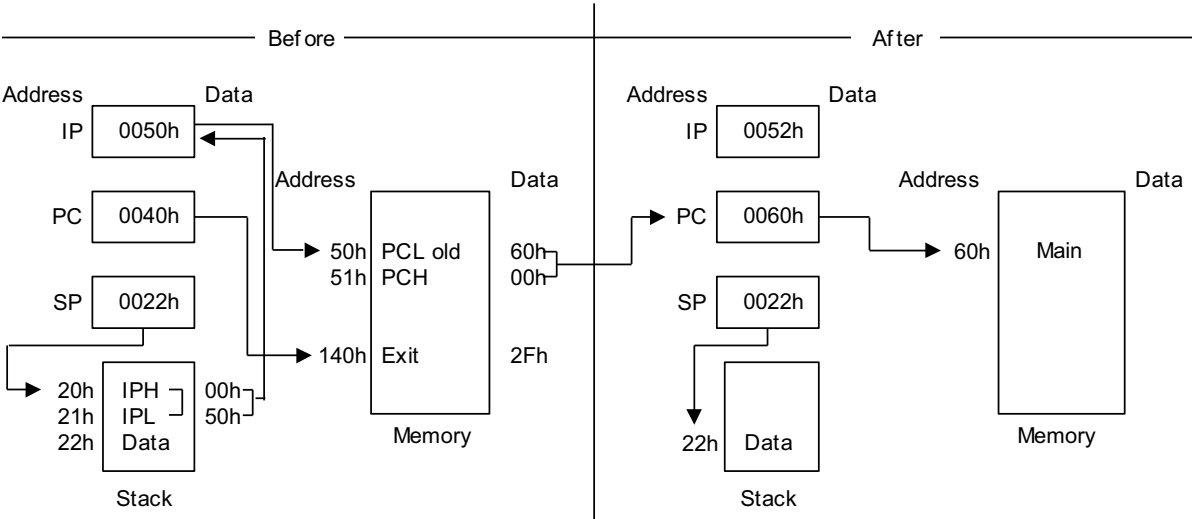 Before
Address Data
IP 0050h
Address Data
PC 0040h
50h PCL old 60h
51h PCH 00h
SP 0022h
140h Exit 2Fh
20h IPH 00h
21h IPL 50h
22h Data
Memory
Stack
After
Address Data
IP 0052h
Address Data
PC 0060h
60h Main
SP 0022h
22h Data
Memory
Stack